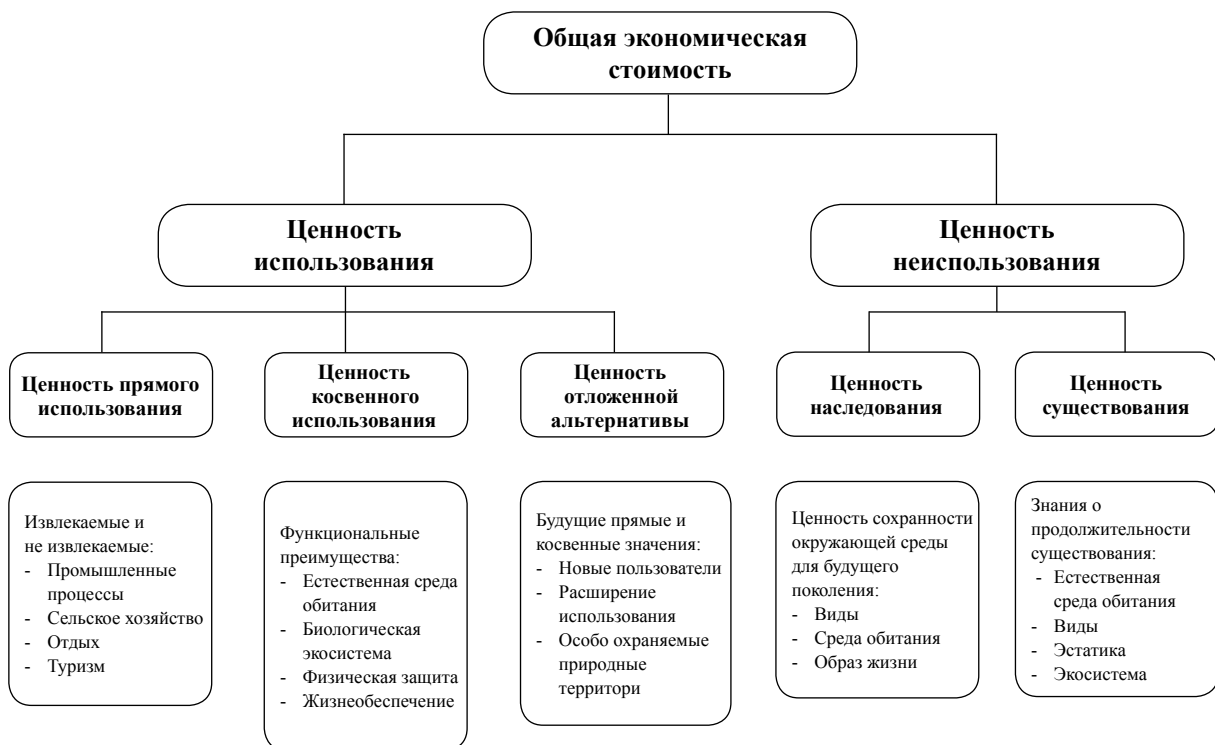 Общая экономическая
стоимость
Ценность
использования
Ценность
неиспользования
Ценность прямого
использования
Ценность
косвенного
использования
Ценность
отложенной
альтернативы
Ценность
наследования
Ценность
существования
Извлекаемые и
не извлекаемые:
- Промышленные
процессы
- Сельское хозяйство
- Отдых
- Туризм
Функциональные
преимущества:
- Естественная среда
обитания
- Биологическая
экосистема
- Физическая защита
- Жизнеобеспечение
Будущие прямые и
косвенные значения:
- Новые пользователи
- Расширение
использования
- Особо охраняемые
природные
территори
Ценность сохранности
окружающей среды
для будущего
поколения:
- Виды
- Среда обитания
- Образ жизни
Знания о
продолжительности
существования:
- Естественная
среда обитания
- Виды
- Эстатика
- Экосистема